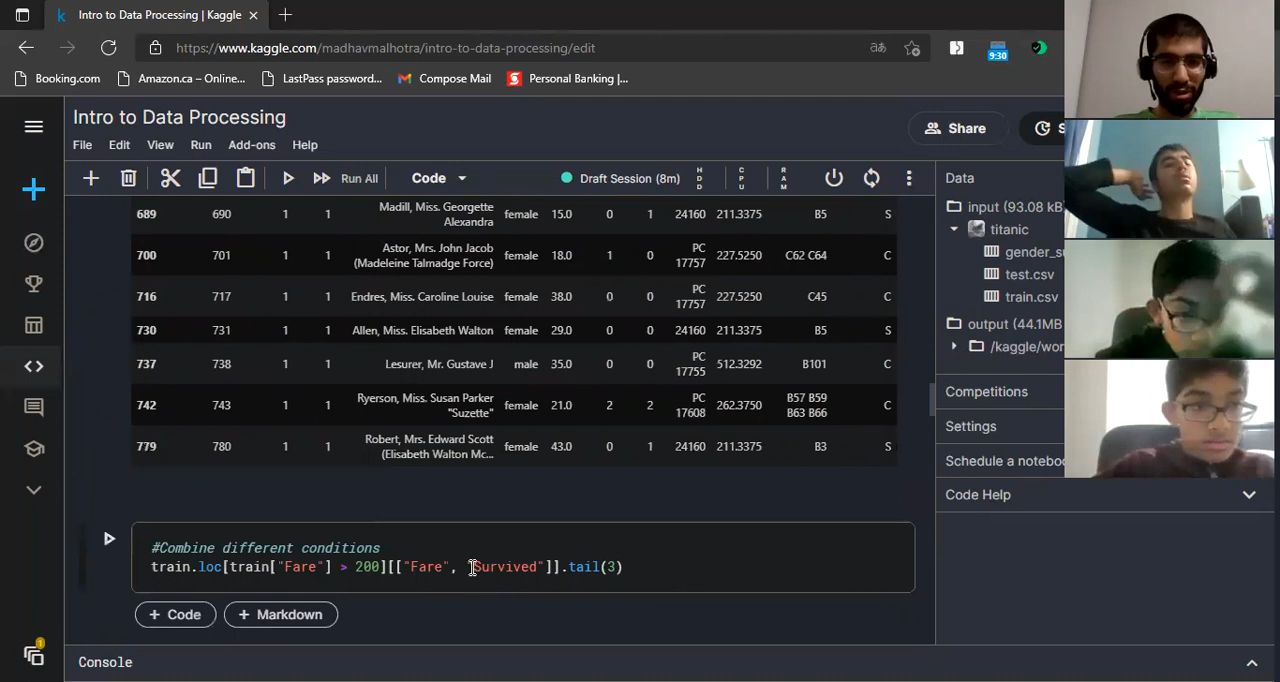 Intro to Data Processing | Kaggle
https://www.kaggle.com/madhavmalhotra/intro-to-data-processing/edit
9:30
Booking.com
Amazon.ca – Online...
LastPass password...
Compose Mail
Personal Banking |...
Intro to Data Processing
Share
File Edit View Add-ons Help
Run All
Code
Draft Session (8m)
HDD
CPU
RAM
689 690 1 1 Madill, Miss. Georgette Alexandra female 15.0 0 1 24160 211.3375 B5 S
700 701 1 1 Astor, Mrs. John Jacob (Madeleine Talmadge Force) female 18.0 1 0 PC 17757 227.5250 C62 C64 C
716 717 1 1 Endres, Miss. Caroline Louise female 38.0 0 0 PC 17757 227.5250 C45 C
730 731 1 1 Allen, Miss. Elisabeth Walton female 29.0 0 0 24160 211.3375 B5 S
737 738 1 1 Lesurer, Mr. Gustave J male 35.0 0 0 PC 17755 512.3292 B101 C
742 743 1 1 Ryerson, Miss. Susan Parker "Suzette" female 21.0 2 2 PC 17608 262.3750 B57 B59 B63 B66 C
779 780 1 1 Robert, Mrs. Edward Scott (Elisabeth Walton Mc... female 43.0 0 1 24160 211.3375 B3 S
#Combine different conditions
train.loc[train["Fare"] > 200][["Fare", "Survived"]].tail(3)
+ Code
+ Markdown
Console
Data
input (93.08 kB
titanic
gender_su
test.csv
train.csv
output (44.1MB
/kaggle/wor
Competitions
Settings
Schedule a noteboo
Code Help
1